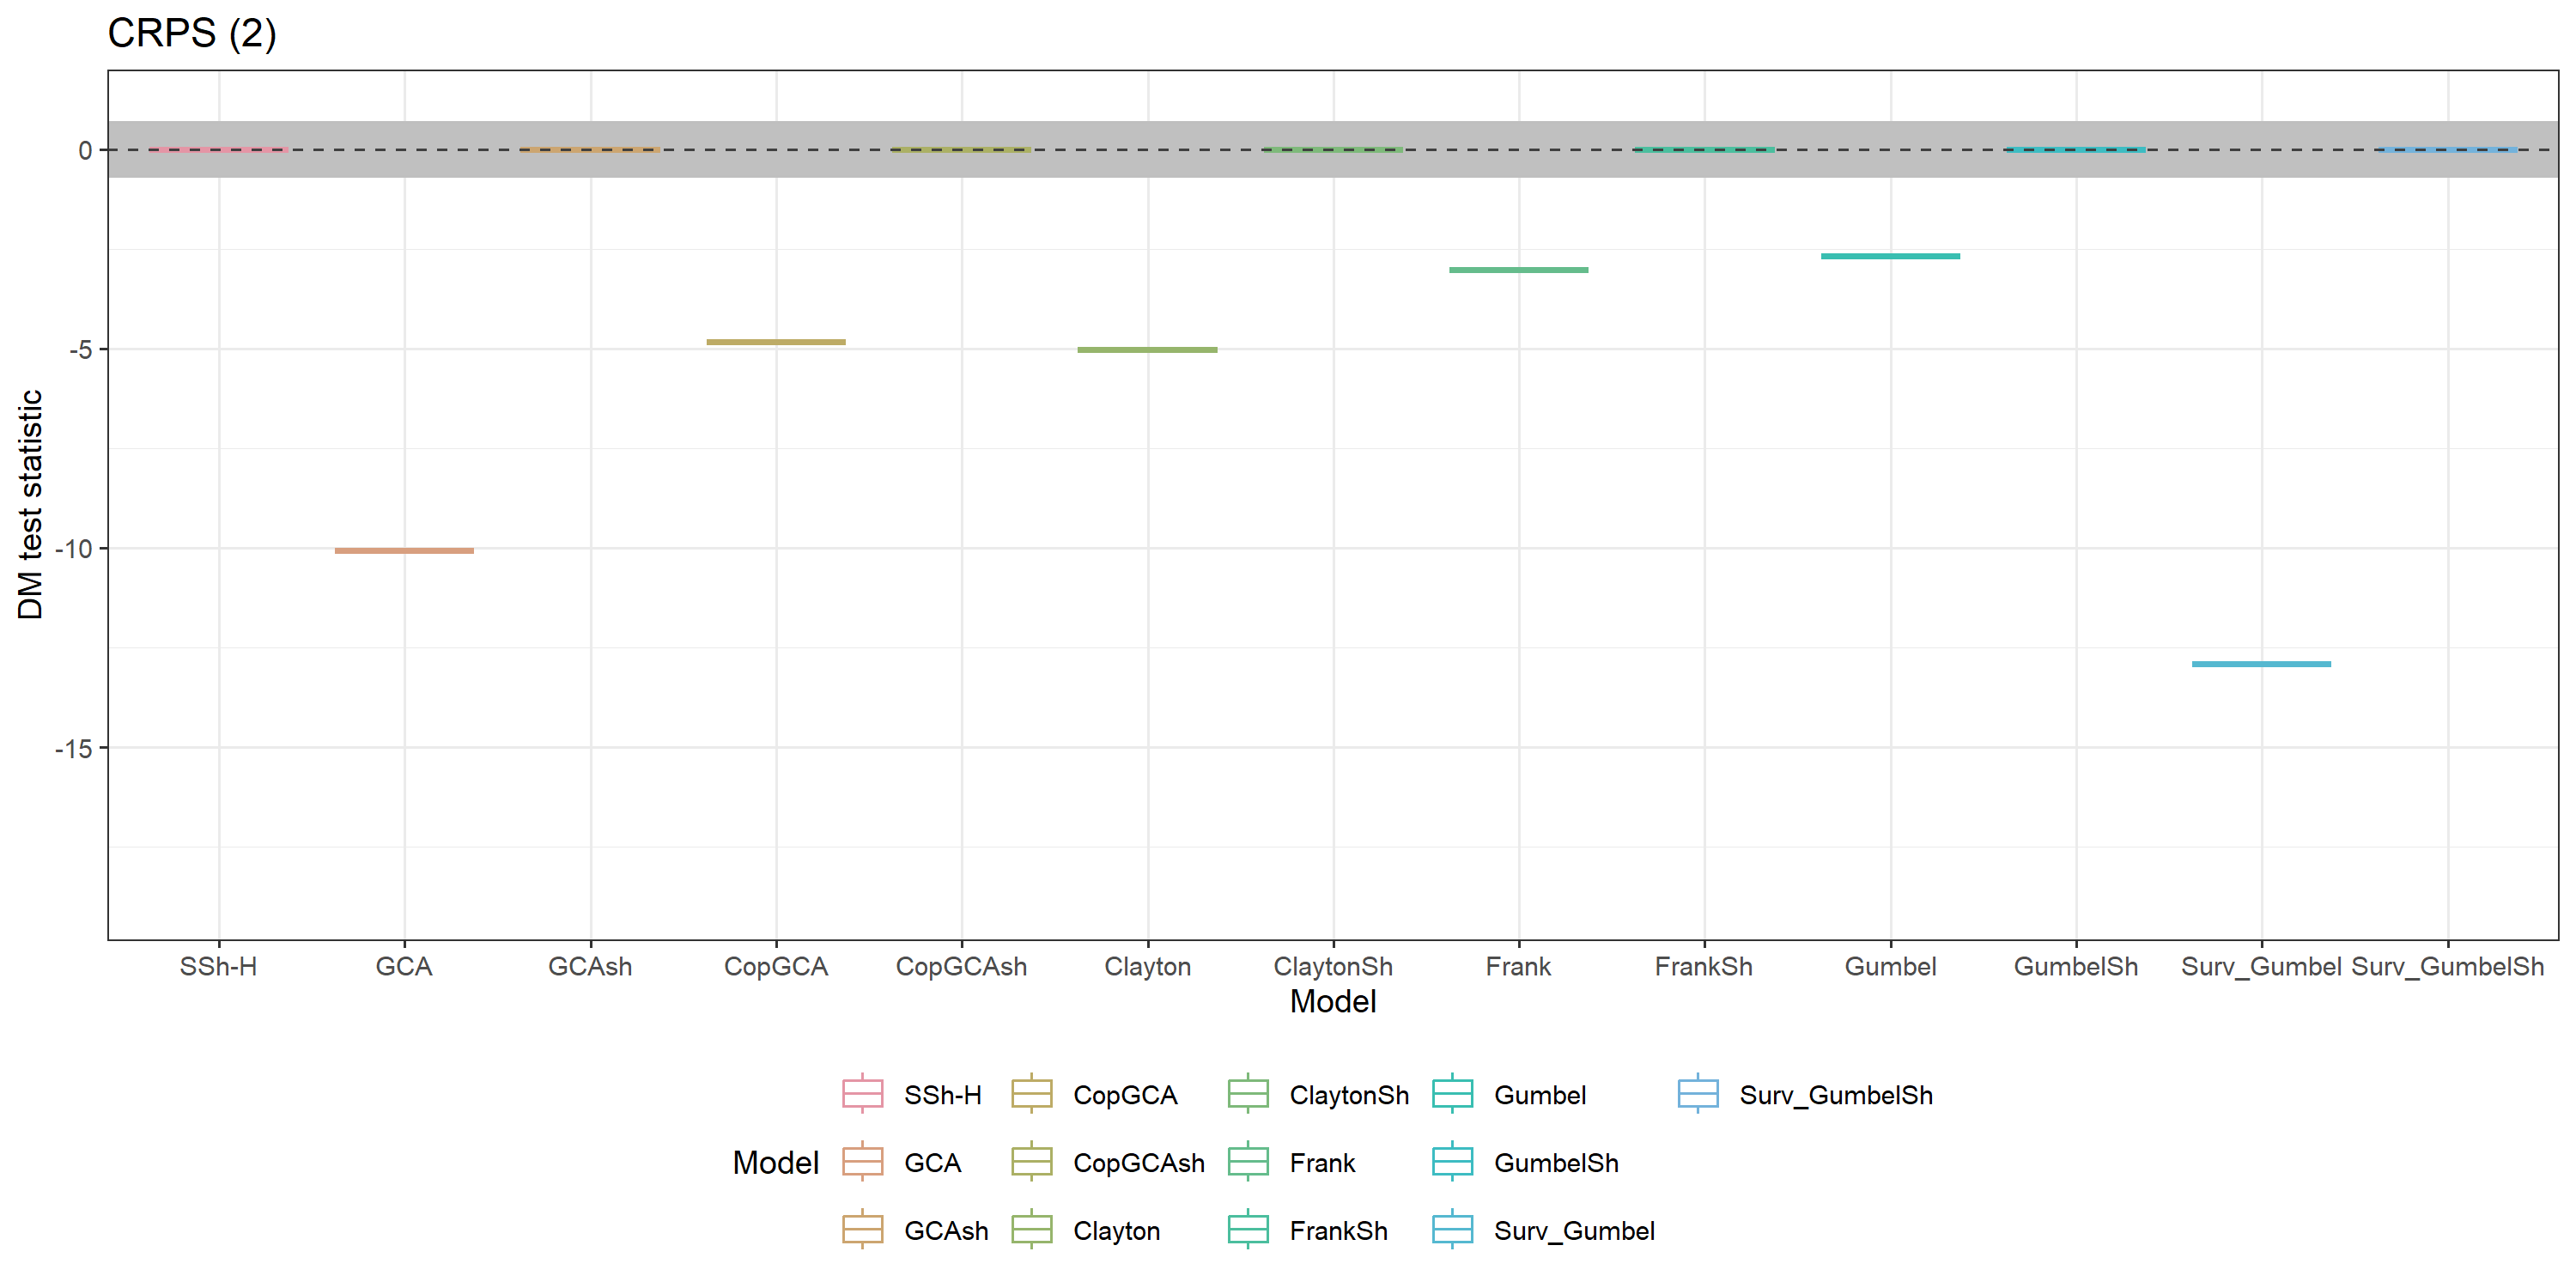 CRPS (2)
0
-5
-10
-15
DM test statistic
SSh-H GCA GCAsh CopGCA CopGCAsh Clayton ClaytonSh Frank FrankSh Gumbel GumbelSh Surv_Gumbel Surv_GumbelSh
Model
SSh-H CopGCA ClaytonSh Gumbel Surv_GumbelSh
Model GCA CopGCAsh Frank GumbelSh
GCAsh Clayton FrankSh Surv_Gumbel